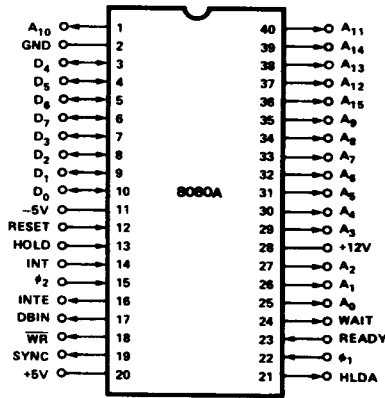 A10 1 40 A11
GND 2 39 A14
D4 3 38 A13
D5 4 37 A12
D6 5 36 A15
D7 6 35 A9
D3 7 34 A8
D2 8 33 A7
D1 9 32 A6
D0 10 8080A 31 A5
-5V 11 30 A4
RESET 12 29 A3
HOLD 13 28 +12V
INT 14 27 A2
ϕ2 15 26 A1
INTE 16 25 A0
DBIN 17 24 WAIT
W̅R̅ 18 23 READY
SYNC 19 22 ϕ1
+5V 20 21 HLDA